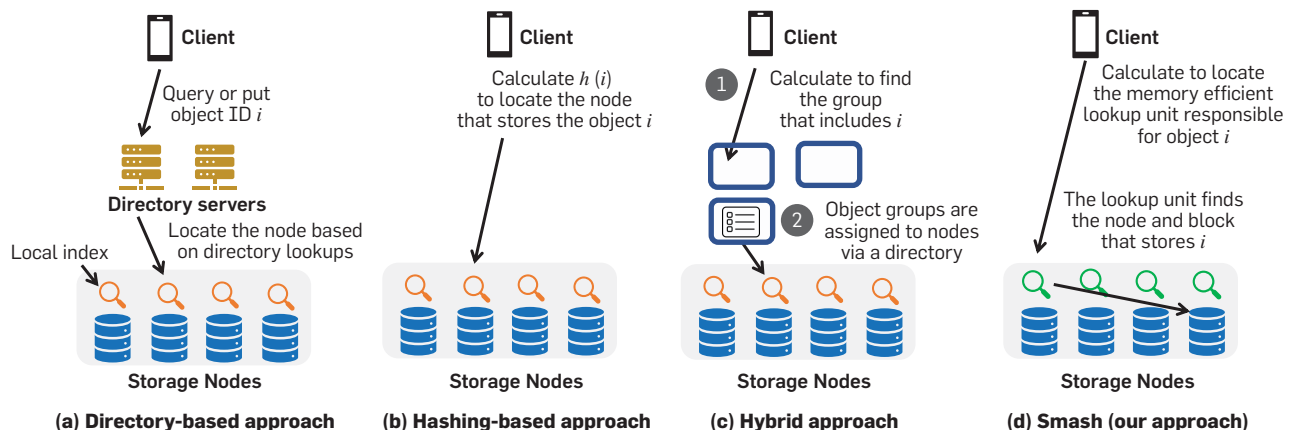 Client
Query or put
object ID i
Directory servers
Locate the node based
on directory lookups
Local index
Storage Nodes
(a) Directory-based approach
Client
Calculate h (i)
to locate the node
that stores the object i
Storage Nodes
(b) Hashing-based approach
Client
1
Calculate to find
the group
that includes i
2
Object groups are
assigned to nodes
via a directory
Storage Nodes
(c) Hybrid approach
Client
Calculate to locate
the memory efficient
lookup unit responsible
for object i
The lookup unit finds
the node and block
that stores i
Storage Nodes
(d) Smash (our approach)